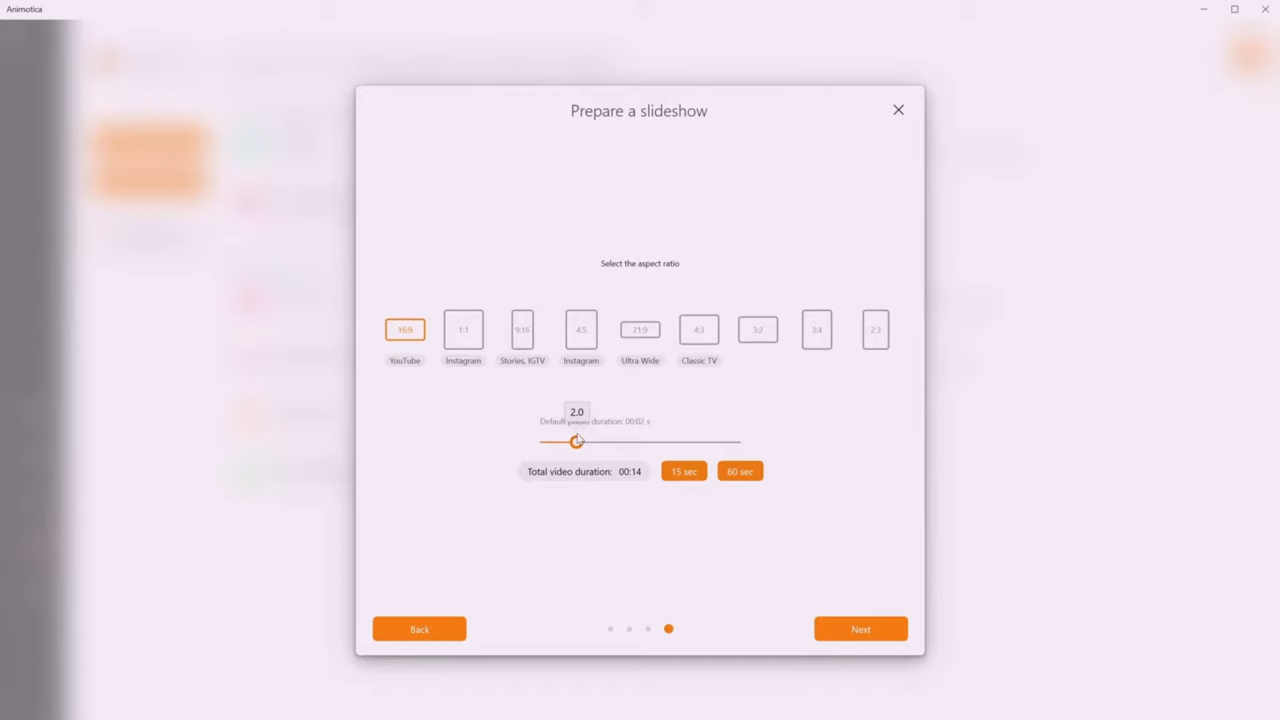 Animotica
Prepare a slideshow
Select the aspect ratio
16:9
1:1
9:16
4:5
21:9
4:3
3:2
3:4
2:3
YouTube
Instagram
Stories, IGTV
Instagram
Ultra Wide
Classic TV
2.0
Default photo duration: 00:02 s
Total video duration: 00:14
15 sec
60 sec
Back
Next